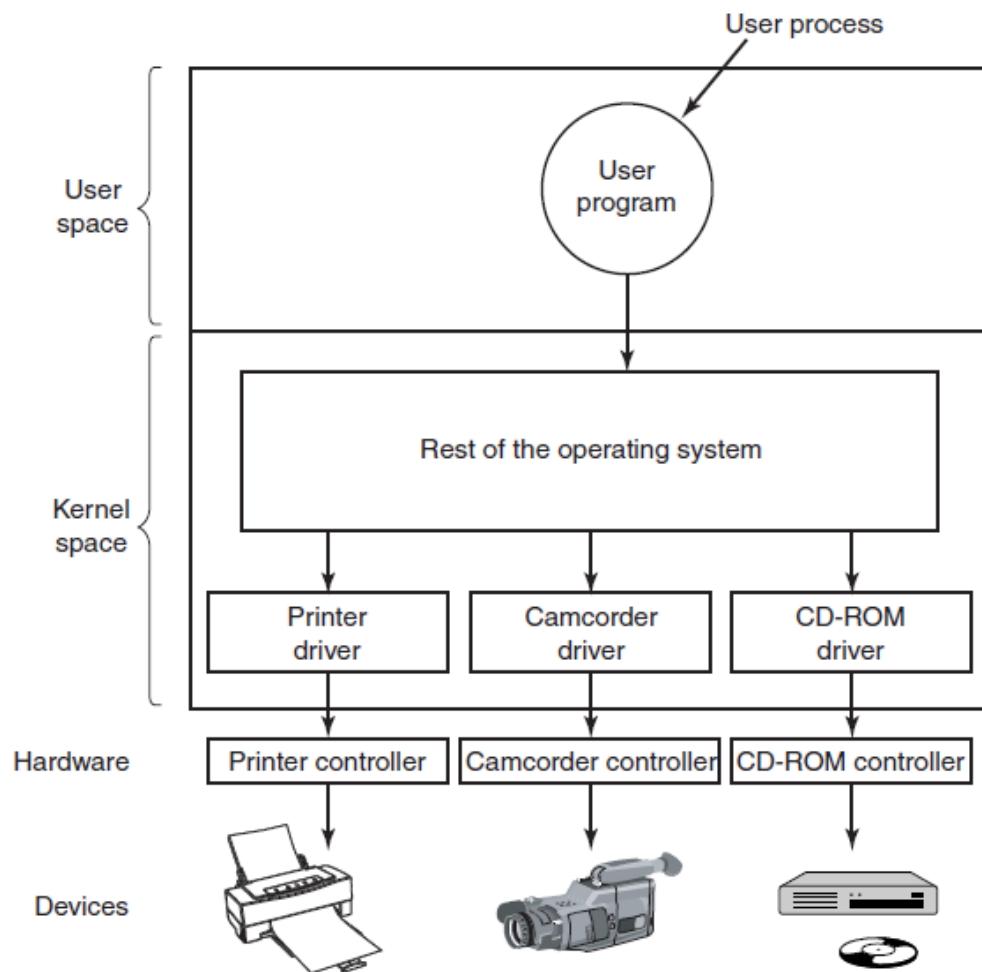 User process
User
program
User
space
Rest of the operating system
Kernel
space
Printer
driver
Camcorder
driver
CD-ROM
driver
Hardware
Printer controller
Camcorder controller
CD-ROM controller
Devices